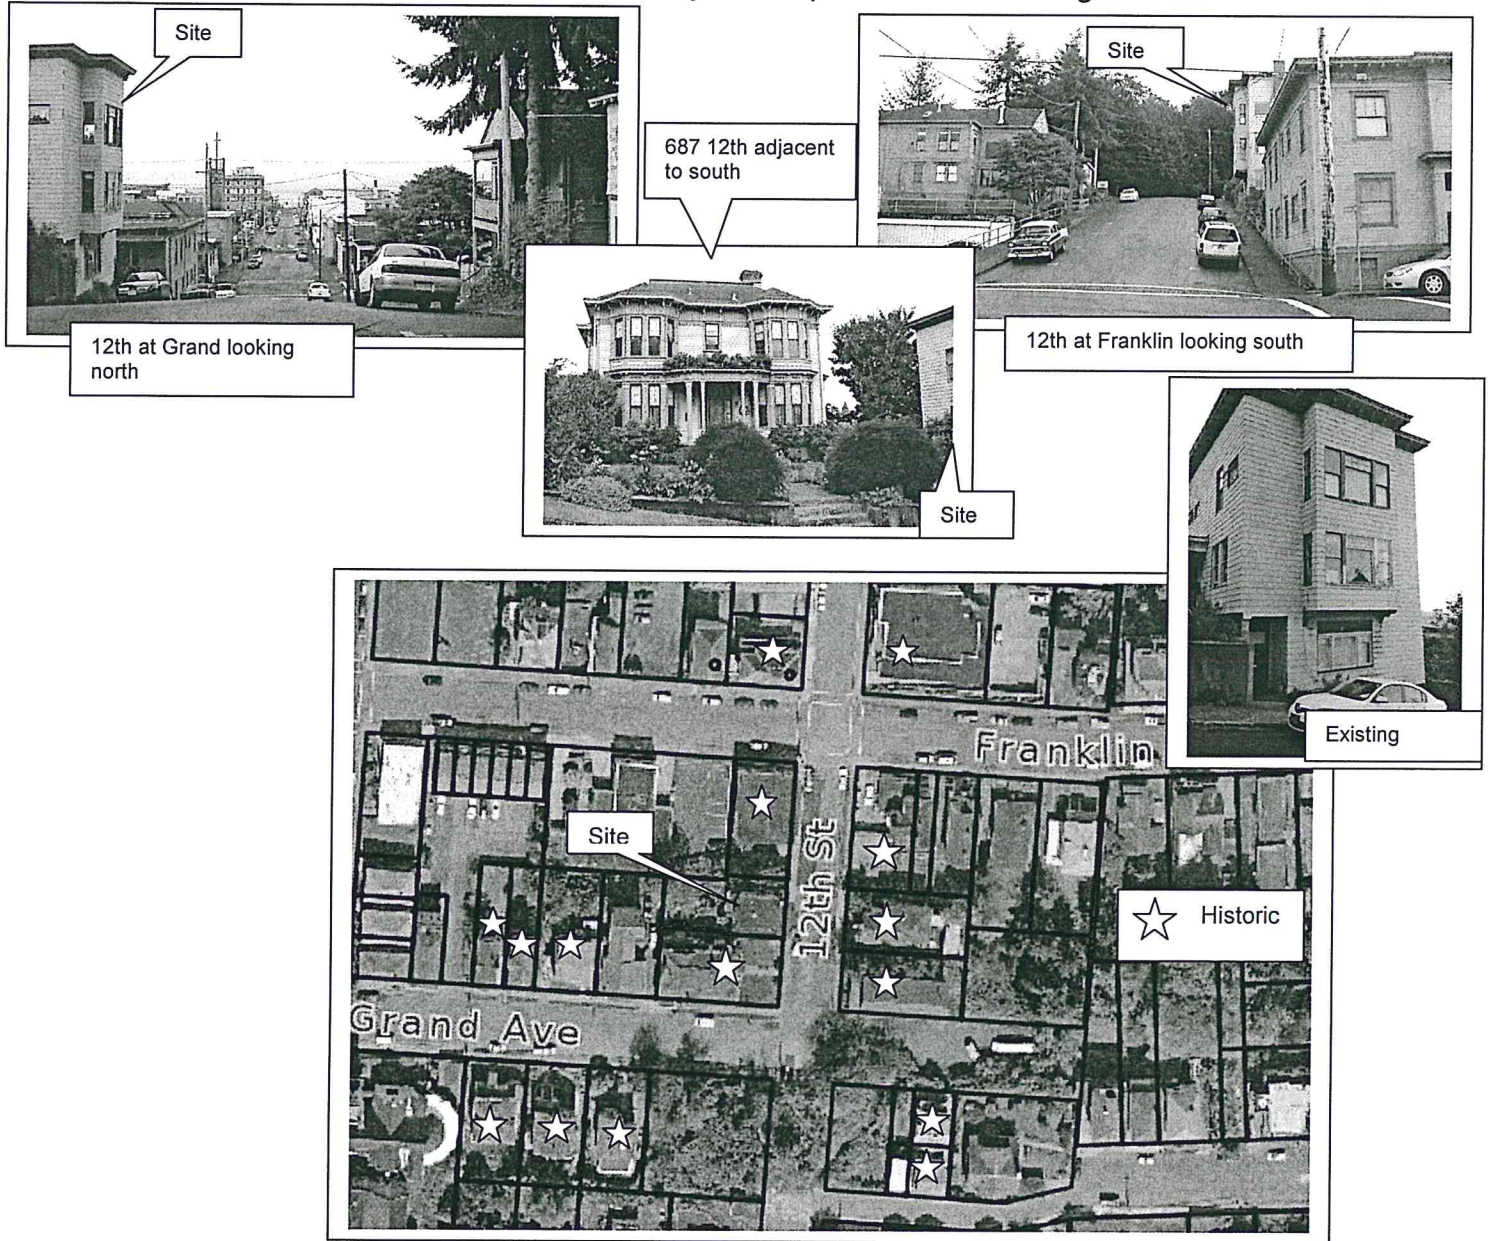 Site
Site
687 12th adjacent
to south
12th at Grand looking
north
12th at Franklin looking south
Site
Existing
Franklin
Site
12th St
Historic
Grand Ave